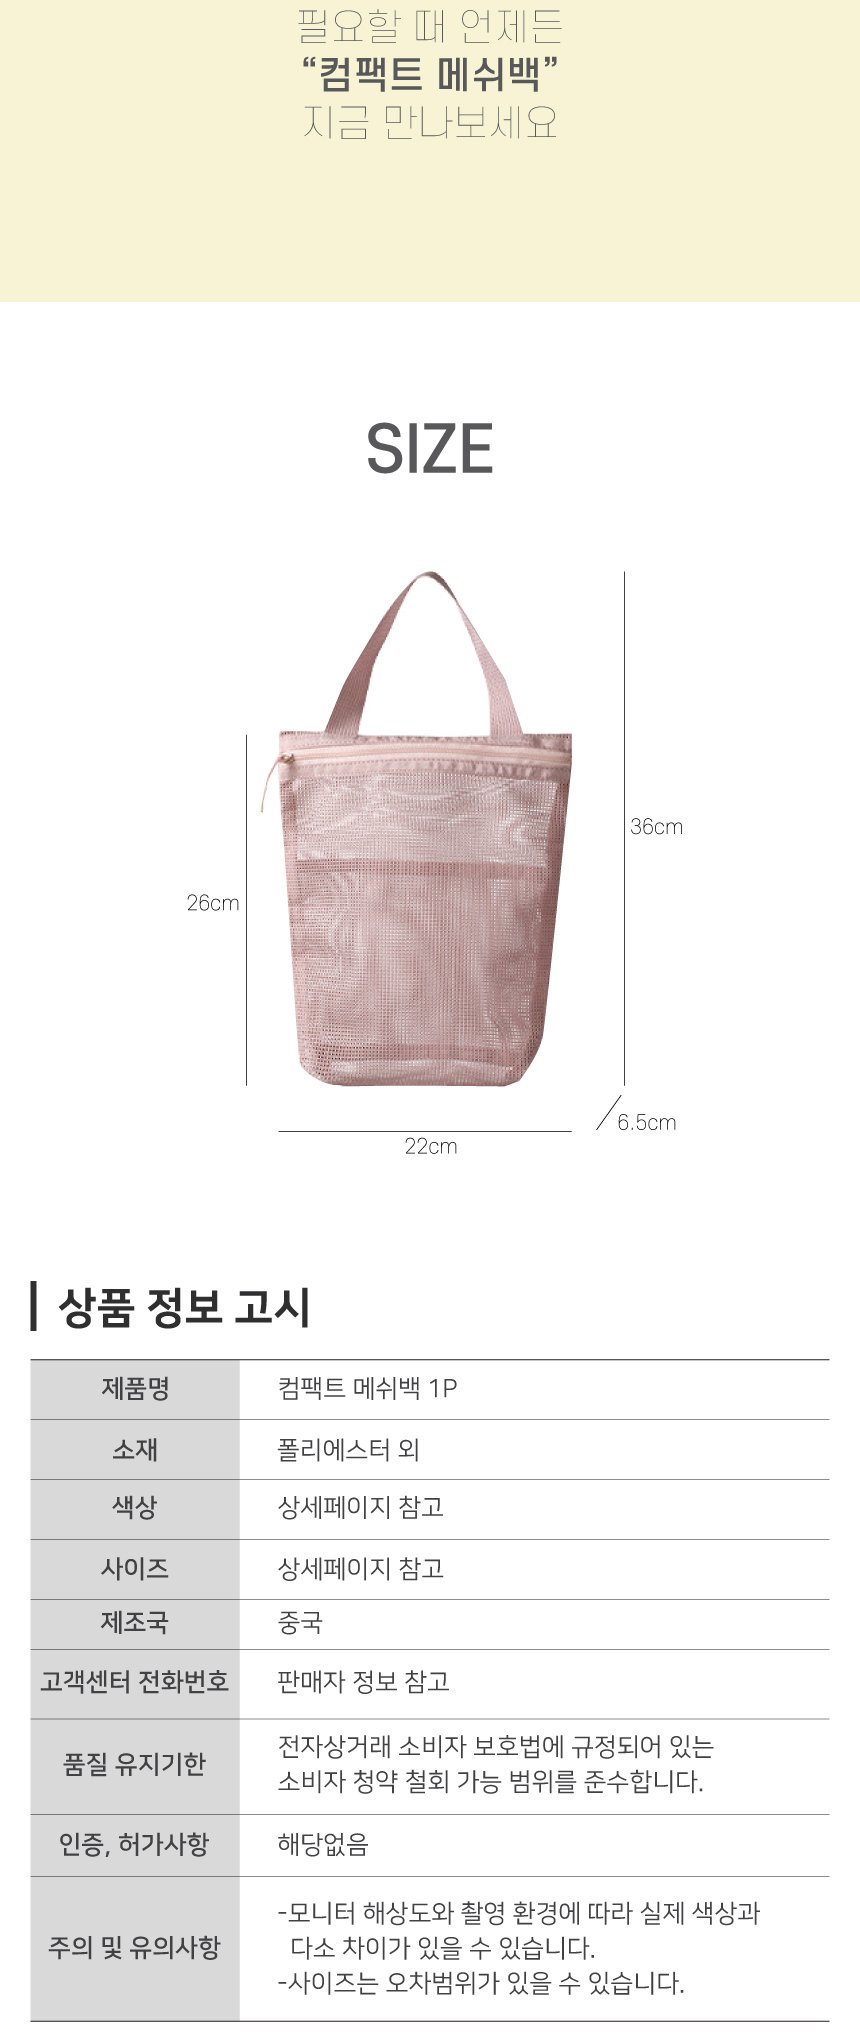 필요할 때 언제든
“컴팩트 메쉬백”
지금 만나보세요
SIZE
36cm
26cm
6.5cm
22cm
상품 정보 고시
제품명 컴팩트 메쉬백 1P
소재 폴리에스터 외
색상 상세페이지 참고
사이즈 상세페이지 참고
제조국 중국
고객센터 전화번호 판매자 정보 참고
품질 유지기한 전자상거래 소비자 보호법에 규정되어 있는
소비자 청약 철회 가능 범위를 준수합니다.
인증, 허가사항 해당없음
주의 및 유의사항 -모니터 해상도와 촬영 환경에 따라 실제 색상과
다소 차이가 있을 수 있습니다.
-사이즈는 오차범위가 있을 수 있습니다.